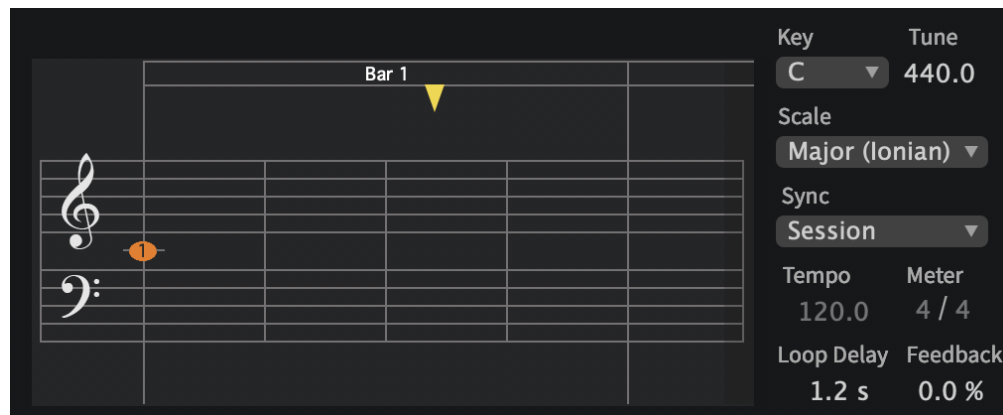 Bar 1
1
Key Tune
C 440.0
Scale
Major (Ionian)
Sync
Session
Tempo Meter
120.0 4 / 4
Loop Delay Feedback
1.2 s 0.0 %